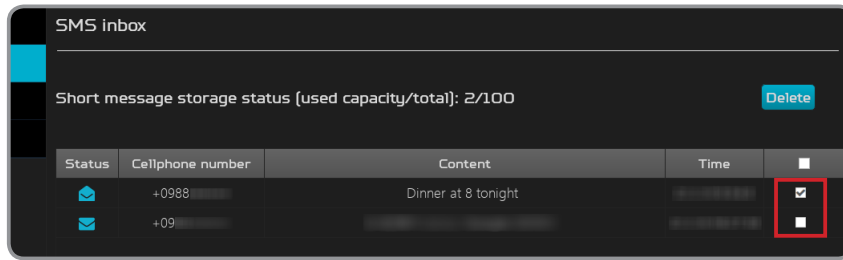 SMS inbox
Short message storage status (used capacity/total): 2/100
Delete
Status Cellphone number Content Time
+0988 Dinner at 8 tonight
+09